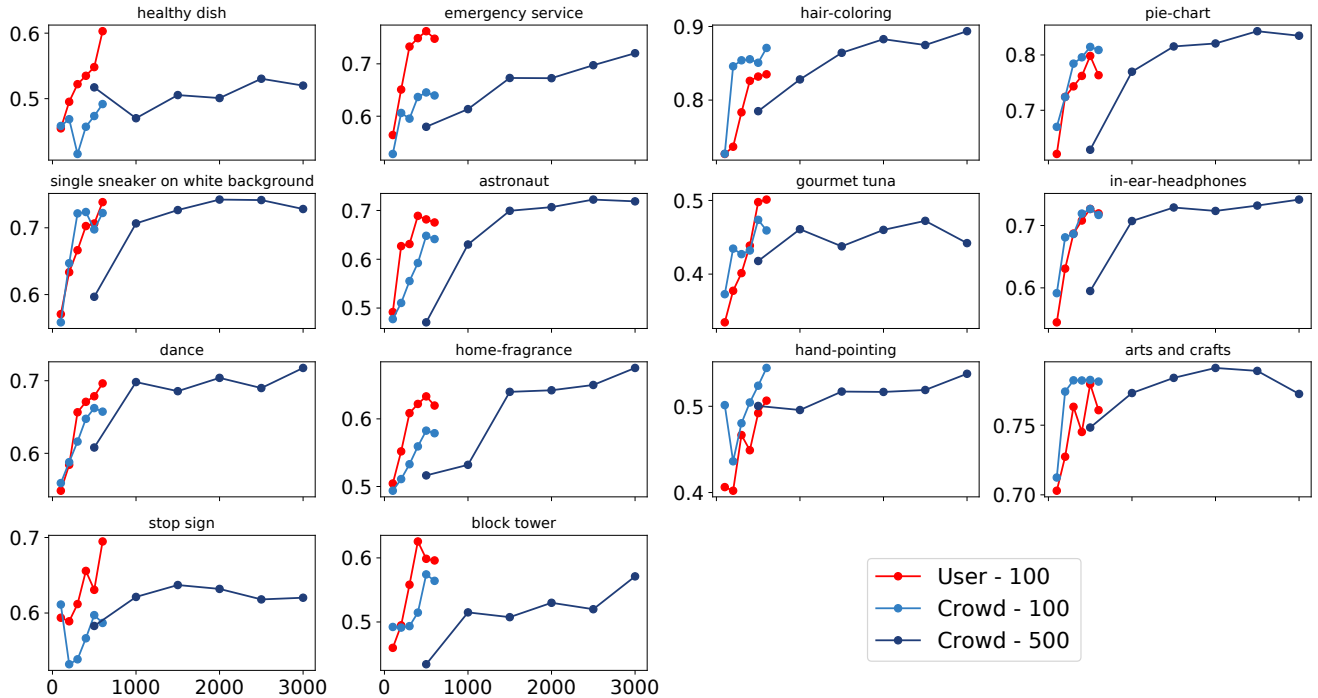 healthy dish
emergency service
hair-coloring
pie-chart
0.6
0.5
0.7
0.6
0.9
0.8
0.8
0.7
single sneaker on white background
astronaut
gourmet tuna
in-ear-headphones
0.7
0.6
0.7
0.6
0.5
0.5
0.4
0.7
0.6
dance
home-fragrance
hand-pointing
arts and crafts
0.7
0.6
0.6
0.5
0.5
0.4
0.75
0.70
stop sign
block tower
0.7
0.6
0.6
0.5
0 1000 2000 3000
0 1000 2000 3000
User - 100
Crowd - 100
Crowd - 500